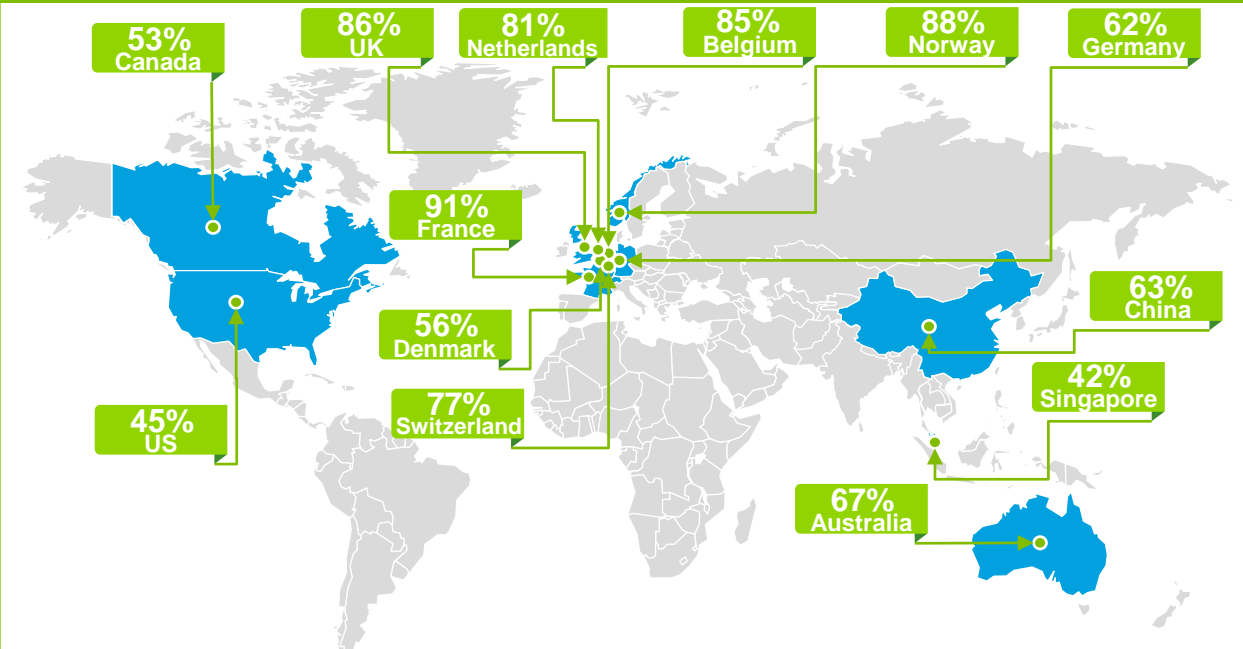 53%
Canada
86%
UK
81%
Netherlands
85%
Belgium
88%
Norway
62%
Germany
91%
France
56%
Denmark
77%
Switzerland
45%
US
63%
China
42%
Singapore
67%
Australia